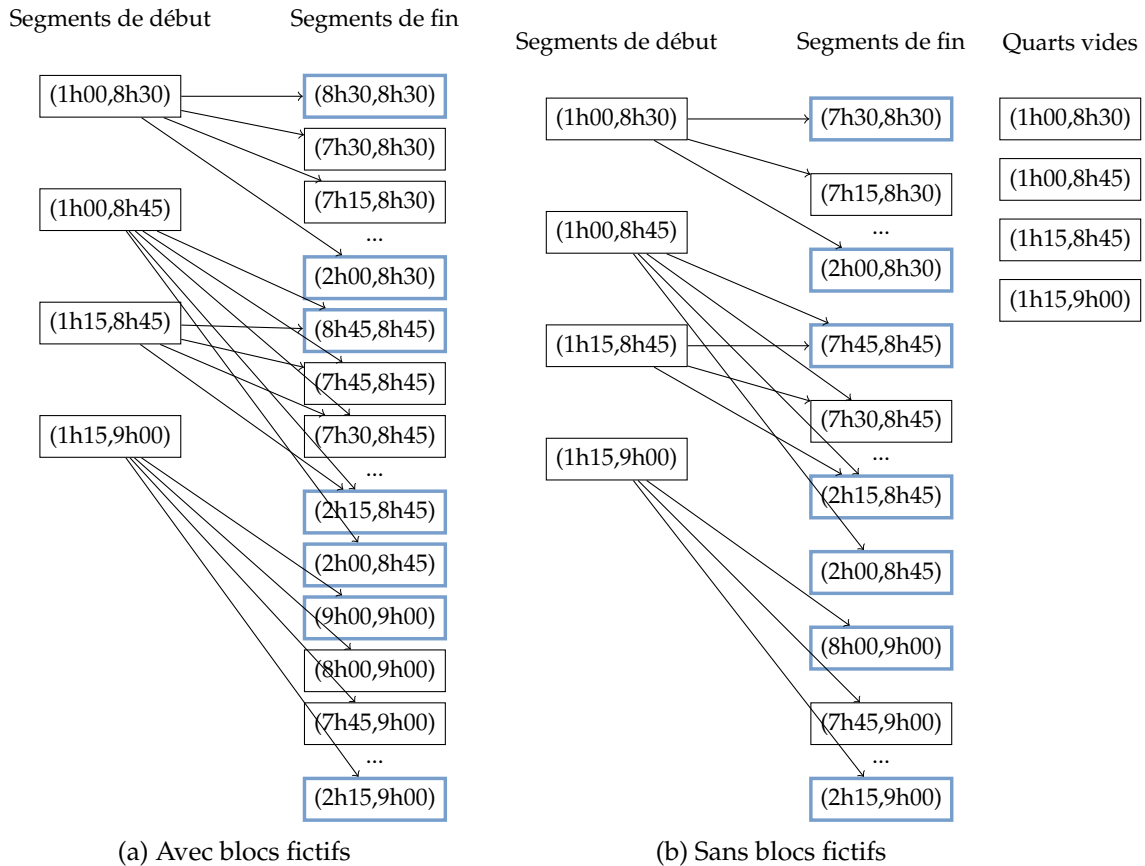 Segments de début
Segments de fin
(1h00,8h30)
(1h00,8h45)
(1h15,8h45)
(1h15,9h00)
(8h30,8h30)
(7h30,8h30)
(7h15,8h30)
...
(2h00,8h30)
(8h45,8h45)
(7h45,8h45)
(7h30,8h45)
...
(2h15,8h45)
(2h00,8h45)
(9h00,9h00)
(8h00,9h00)
(7h45,9h00)
...
(2h15,9h00)
(a) Avec blocs fictifs
Segments de début
Segments de fin
Quarts vides
(1h00,8h30)
(1h00,8h45)
(1h15,8h45)
(1h15,9h00)
(7h30,8h30)
(7h15,8h30)
...
(2h00,8h30)
(7h45,8h45)
(7h30,8h45)
...
(2h15,8h45)
(2h00,8h45)
(8h00,9h00)
(7h45,9h00)
...
(2h15,9h00)
(1h00,8h30)
(1h00,8h45)
(1h15,8h45)
(1h15,9h00)
(b) Sans blocs fictifs